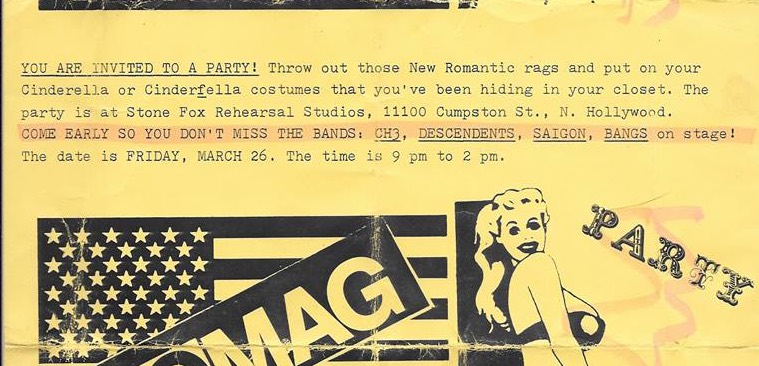 YOU ARE INVITED TO A PARTY! Throw out those New Romantic rags and put on your
Cinderella or Cinderfella costumes that you've been hiding in your closet. The
party is at Stone Fox Rehearsal Studios, 11100 Cumpston St., N. Hollywood.
COME EARLY SO YOU DON'T MISS THE BANDS: CH3, DESCENDENTS, SAIGON, BANGS on stage!
The date is FRIDAY, MARCH 26. The time is 9 pm to 2 pm.
PARTY